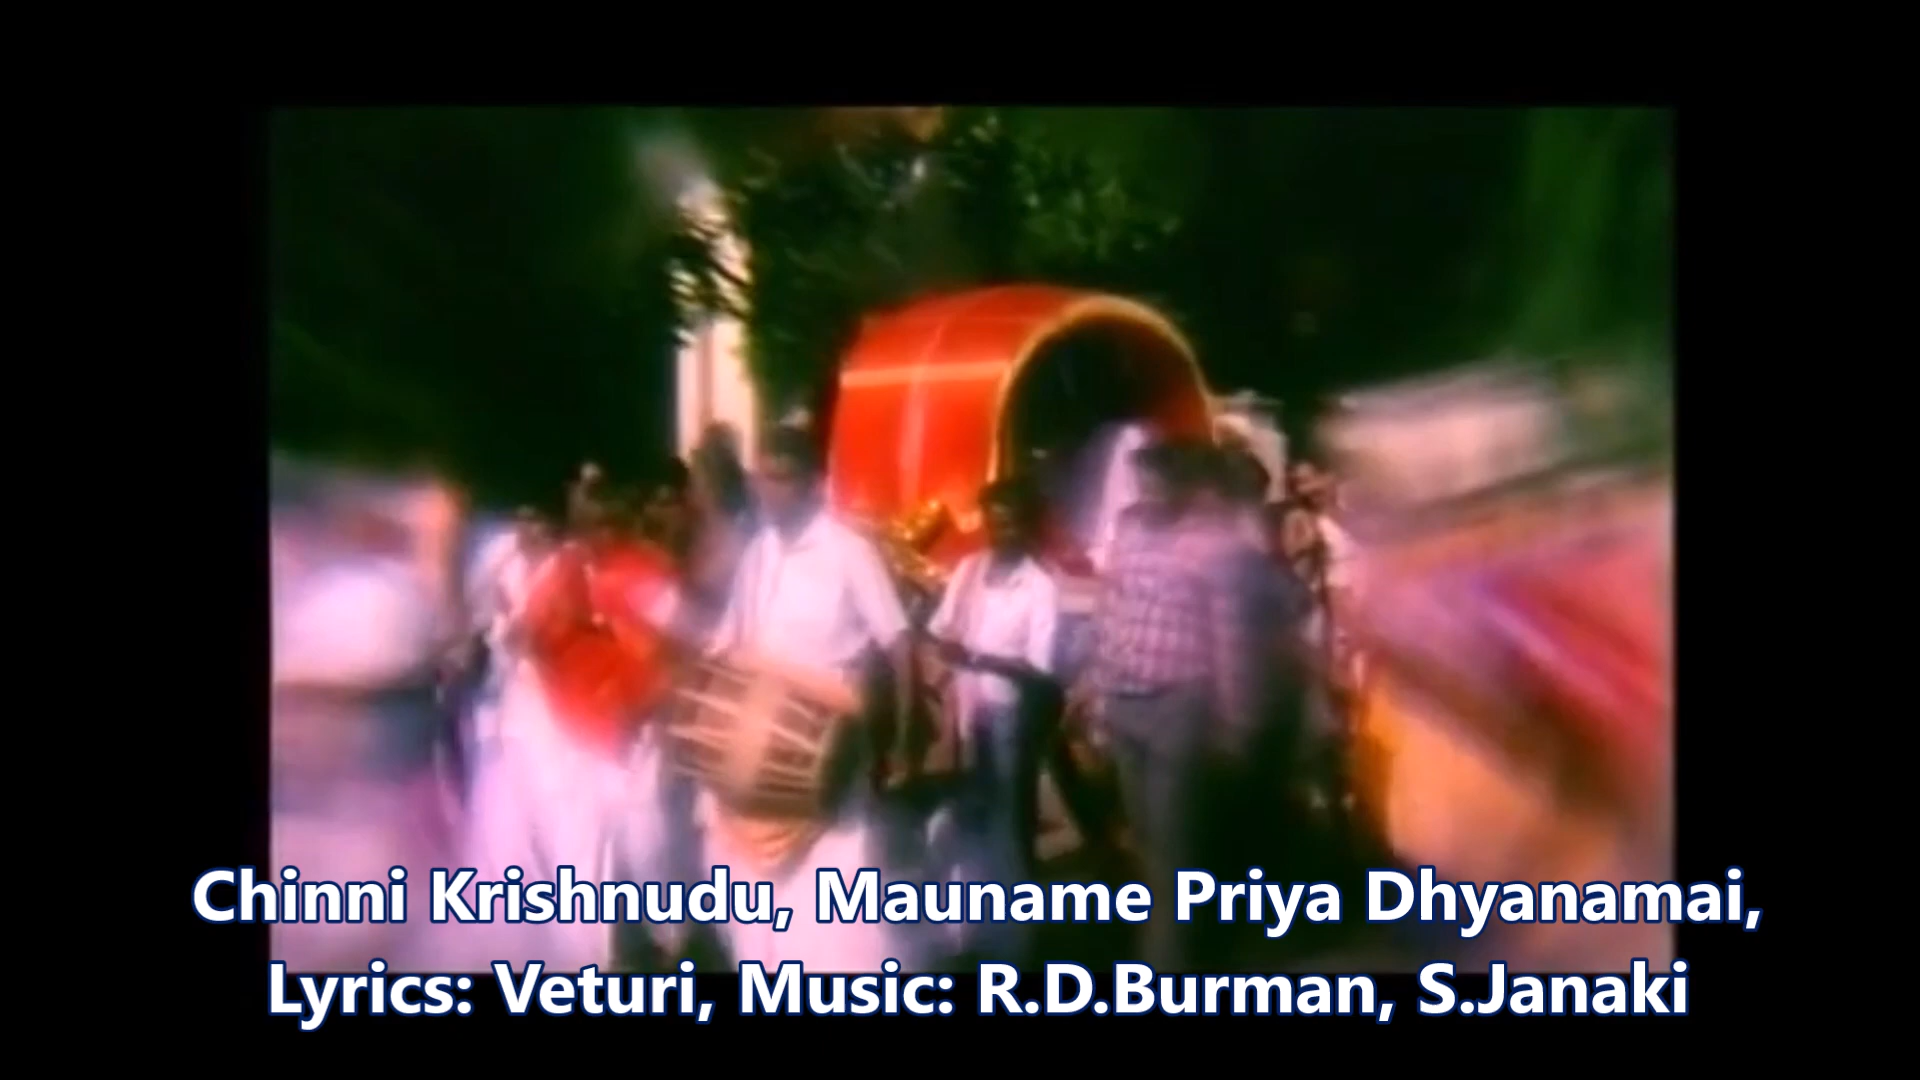 Chinni Krishnudu, Mauname Priya Dhyanamai,
Lyrics: Veturi, Music: R.D.Burman, S.Janaki